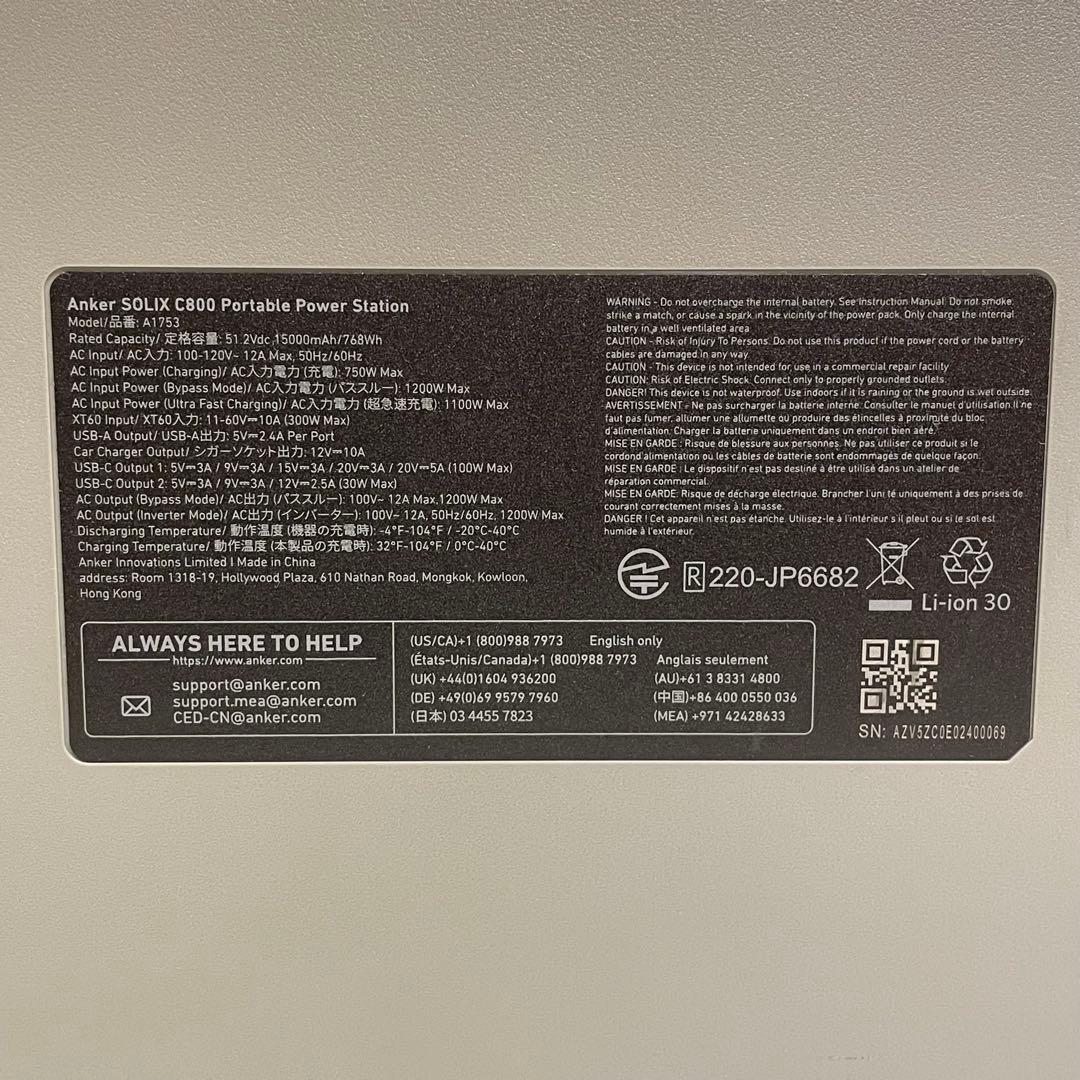 Anker SOLIX C800 Portable Power Station
Model/品番: A1753
Rated Capacity/ 定格容量: 51.2Vdc,15000mAh/768Wh
AC Input/ AC入力: 100-120V~ 12A Max, 50Hz/60Hz
AC Input Power (Charging)/ AC入力電力 (充電): 750W Max
AC Input Power (Bypass Mode)/ AC入力電力 (パススルー): 1200W Max
AC Input Power (Ultra Fast Charging)/ AC入力電力 (超急速充電): 1100W Max
XT60 Input/ XT60入力: 11-60V⎓10A (300W Max)
USB-A Output/ USB-A出力: 5V⎓2.4A Per Port
Car Charger Output/ シガーソケット出力: 12V⎓10A
USB-C Output 1: 5V⎓3A / 9V⎓3A / 15V⎓3A / 20V⎓3A / 20V⎓5A (100W Max)
USB-C Output 2: 5V⎓3A / 9V⎓3A / 12V⎓2.5A (30W Max)
AC Output (Bypass Mode)/ AC出力 (パススルー): 100V~ 12A Max,1200W Max
AC Output (Inverter Mode)/ AC出力 (インバーター): 100V~ 12A, 50Hz/60Hz, 1200W Max
Discharging Temperature/ 動作温度 (機器の充電時): -4°F-104°F / -20°C-40°C
Charging Temperature/ 動作温度 (本製品の充電時): 32°F-104°F / 0°C-40°C
Anker Innovations Limited | Made in China
address: Room 1318-19, Hollywood Plaza, 610 Nathan Road, Mongkok, Kowloon,
Hong Kong
WARNING - Do not overcharge the internal battery. See Instruction Manual. Do not smoke,
strike a match, or cause a spark in the vicinity of the power pack. Only charge the internal
battery in a well ventilated area
CAUTION - Risk of Injury To Persons. Do not use this product if the power cord or the battery
cables are damaged in any way
CAUTION - This device is not intended for use in a commercial repair facility
CAUTION: Risk of Electric Shock. Connect only to properly grounded outlets.
DANGER! This device is not waterproof. Use indoors if it is raining or the ground is wet outside.
AVERTISSEMENT - Ne pas surcharger la batterie interne. Consulter le manuel d'utilisation.Il ne
faut pas fumer, allumer une allumette ou produire des étincelles à proximité du bloc
d'alimentation. Charger la batterie uniquement dans un endroit bien aéré.
MISE EN GARDE : Risque de blessure aux personnes. Ne pas utiliser ce produit si le
cordond'alimentation ou les câbles de batterie sont endommagés de quelque façon.
MISE EN GARDE : Le dispositif n'est pas destiné à être utilisé dans un atelier de
réparation commercial.
MISE EN GARDE: Risque de décharge électrique. Brancher l'uni té uniquement à des prises de
courant correctement mises à la masse.
DANGER ! Cet appareil n'est pas étanche. Utilisez-le à l'intérieur s'il pleut ou si le sol est
humide à l'extérieur.
R 220-JP6682
Li-ion 30
ALWAYS HERE TO HELP
https://www.anker.com
support@anker.com
support.mea@anker.com
CED-CN@anker.com
(US/CA)+1 (800)988 7973 English only
(États-Unis/Canada)+1 (800)988 7973 Anglais seulement
(UK) +44(0)1604 936200 (AU)+61 3 8331 4800
(DE) +49(0)69 9579 7960 (中国)+86 400 0550 036
(日本) 03 4455 7823 (MEA) +971 42428633
SN: AZV5ZC0E02400069